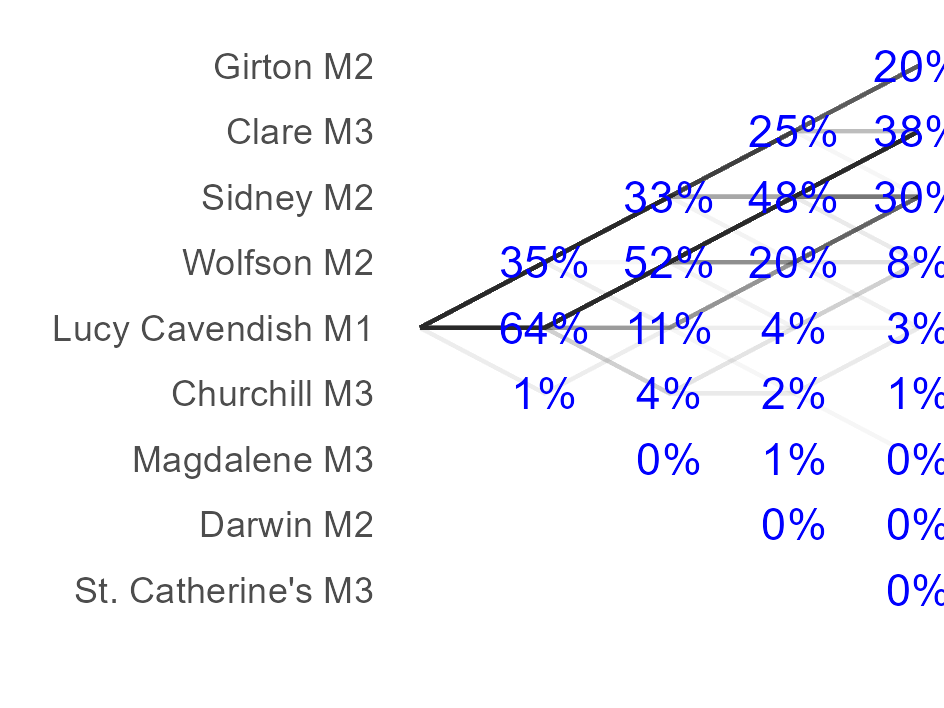 Girton M2 20%
Clare M3 25% 38%
Sidney M2 33% 48% 30%
Wolfson M2 35% 52% 20% 8%
Lucy Cavendish M1 64% 11% 4% 3%
Churchill M3 1% 4% 2% 1%
Magdalene M3 0% 1% 0%
Darwin M2 0% 0%
St. Catherine's M3 0%